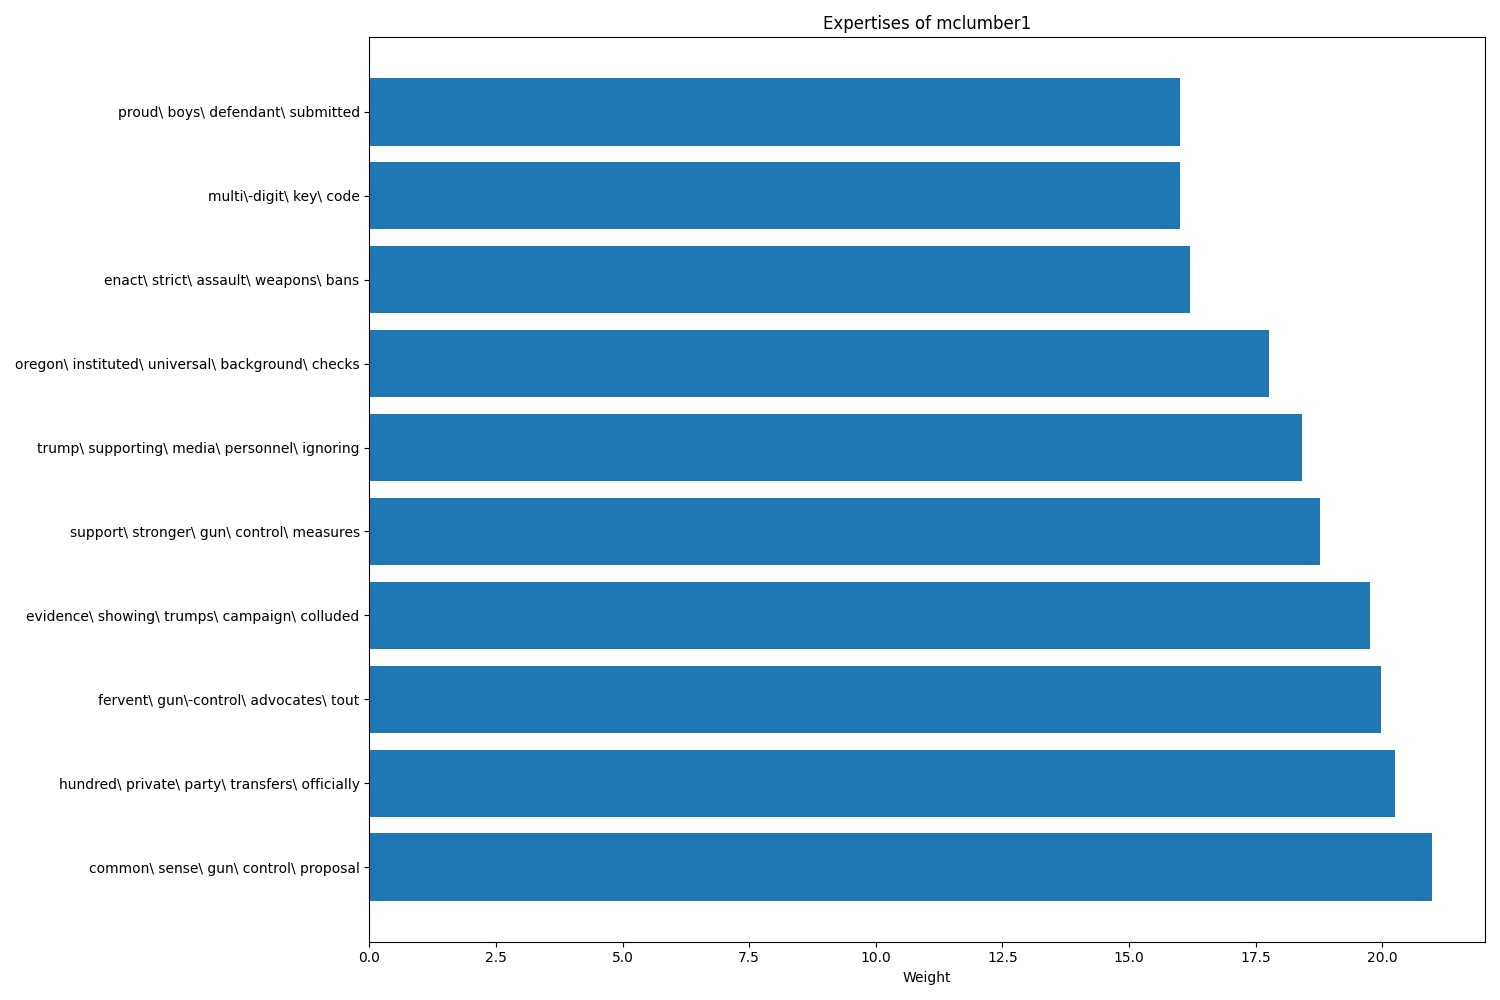 Expertises of mclumber1
proud\ boys\ defendant\ submitted
multi\-digit\ key\ code
enact\ strict\ assault\ weapons\ bans
oregon\ instituted\ universal\ background\ checks
trump\ supporting\ media\ personnel\ ignoring
support\ stronger\ gun\ control\ measures
evidence\ showing\ trumps\ campaign\ colluded
fervent\ gun\-control\ advocates\ tout
hundred\ private\ party\ transfers\ officially
common\ sense\ gun\ control\ proposal
0.0 2.5 5.0 7.5 10.0 12.5 15.0 17.5 20.0
Weight